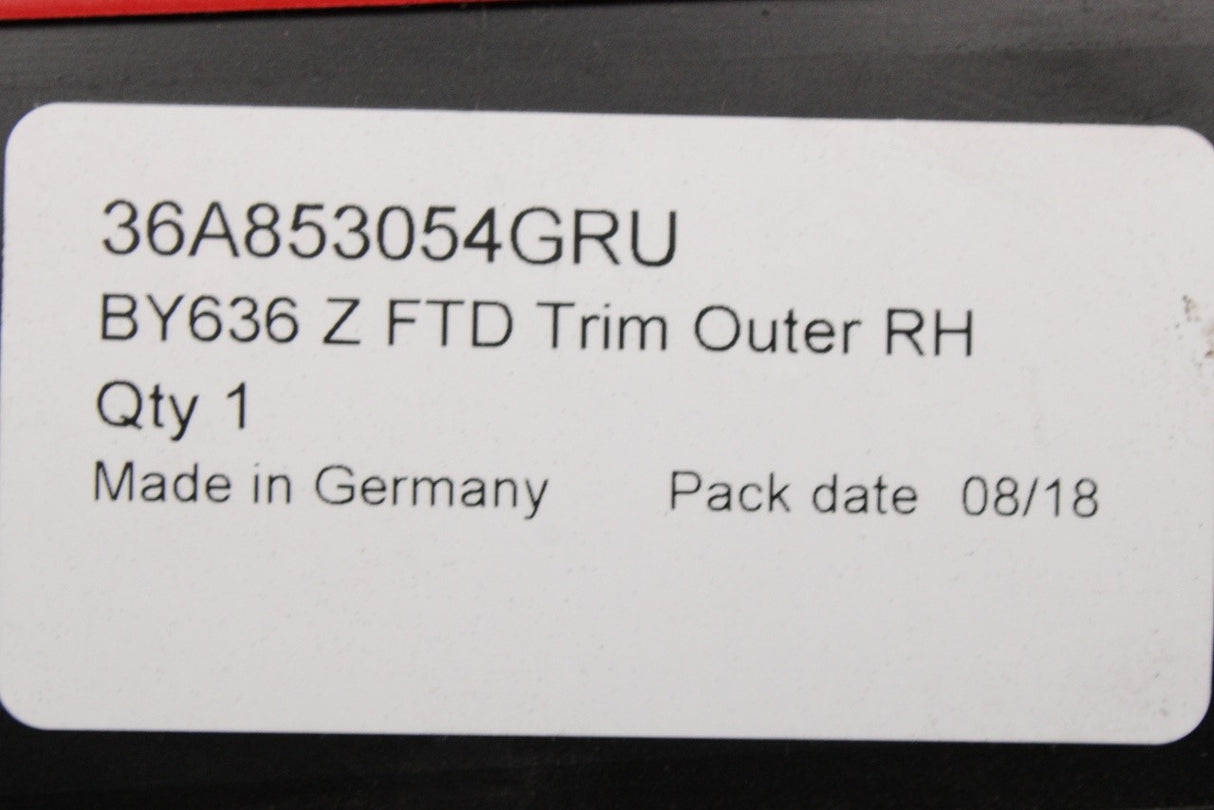 36A853054GRU
BY636 Z FTD Trim Outer RH
Qty 1
Made in Germany Pack date 08/18